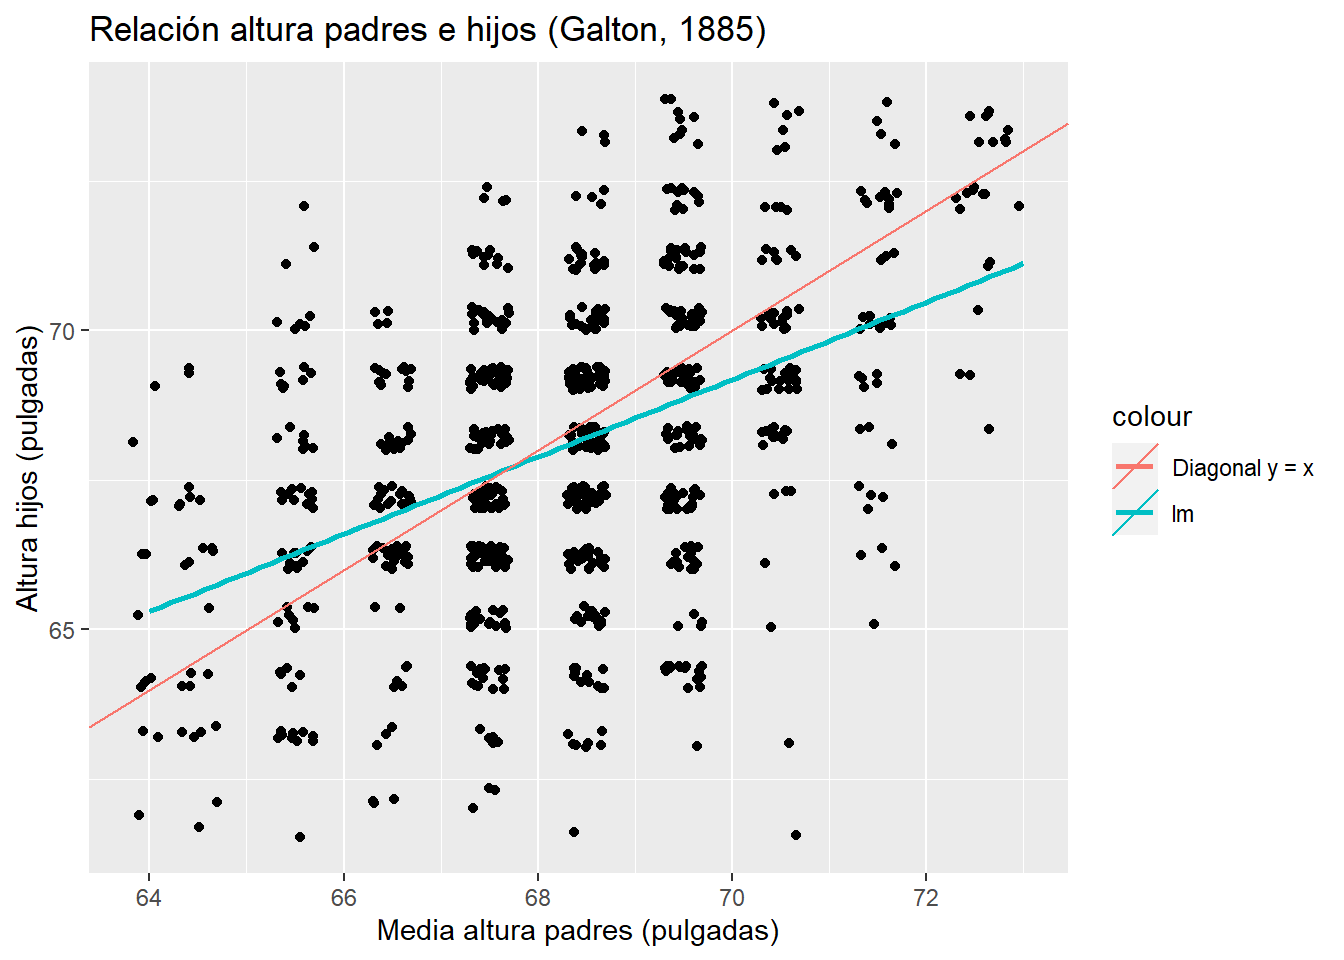 Relación altura padres e hijos (Galton, 1885)
Altura hijos (pulgadas)
70
65
64 66 68 70 72
Media altura padres (pulgadas)
colour
Diagonal y = x
lm